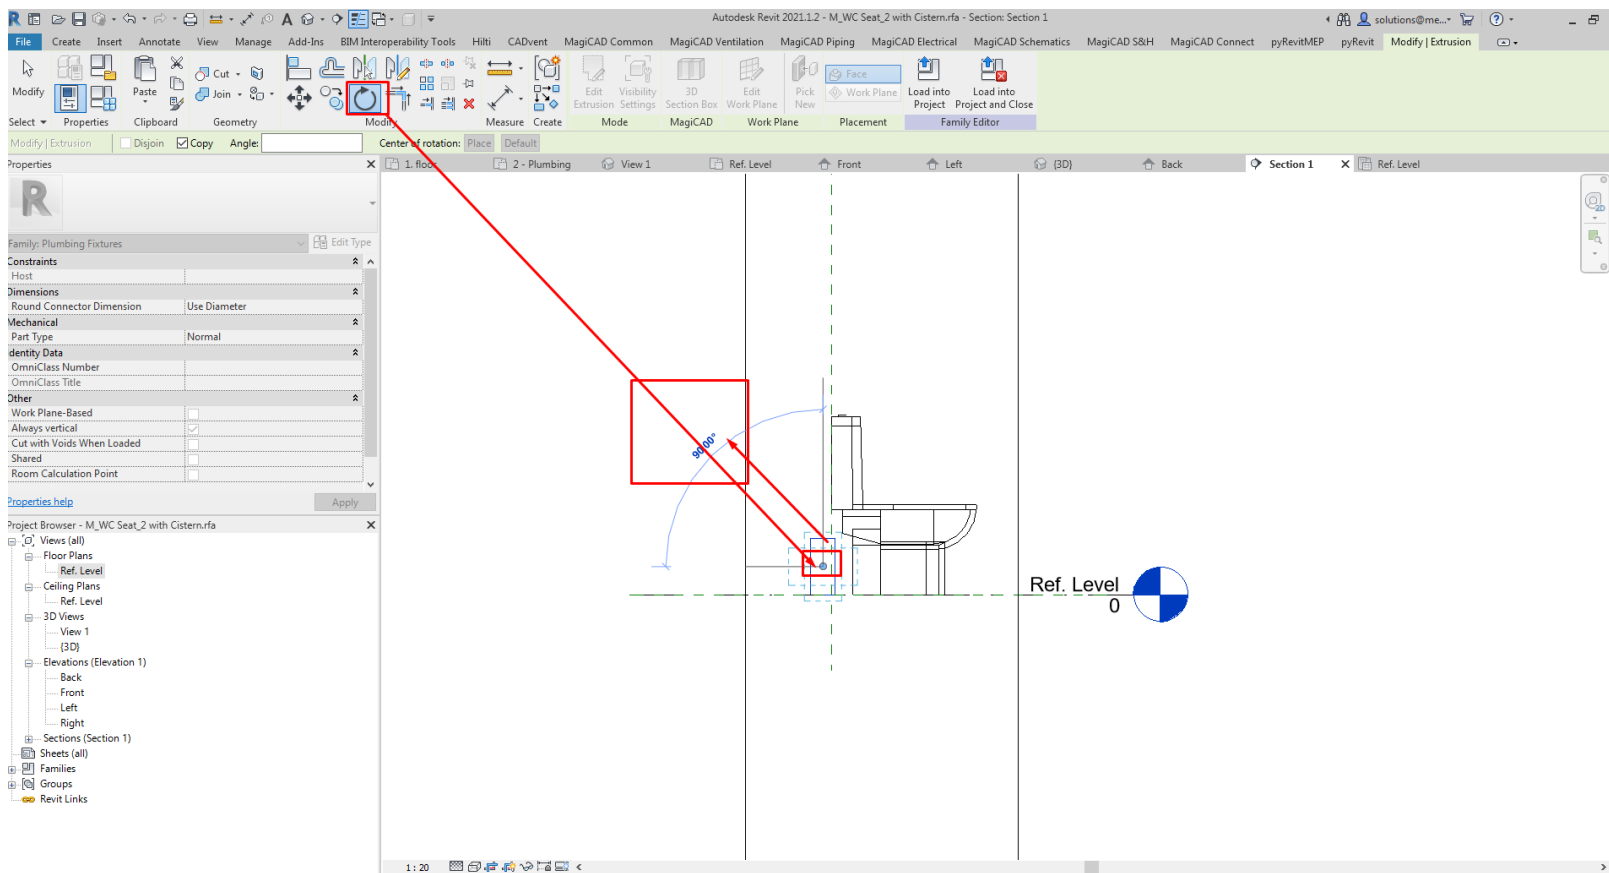 Autodesk Revit 2021.1.2 - M_WC Seat_2 with Cistern.rfa - Section: Section 1
solutions@me...
File Create Insert Annotate View Manage Add-Ins BIM Interoperability Tools Hilti CADvent MagiCAD Common MagiCAD Ventilation MagiCAD Piping MagiCAD Electrical MagiCAD Schematics MagiCAD S&H MagiCAD Connect pyRevitMEP pyRevit Modify | Extrusion
Cut
Face
Modify Paste Join Edit Visibility 3D Edit Pick Work Plane Load into Load into
Extrusion Settings Section Box Work Plane New Project Project and Close
Select Properties Clipboard Geometry Modify Measure Create Mode MagiCAD Work Plane Placement Family Editor
Modify | Extrusion Disjoin Copy Angle: Center of rotation: Place Default
Properties
1. floor 2 - Plumbing View 1 Ref. Level Front Left {3D} Back Section 1 Ref. Level
2D
Family: Plumbing Fixtures Edit Type
Constraints
Host
Dimensions
Round Connector Dimension Use Diameter
Mechanical
Part Type Normal
Identity Data
OmniClass Number
OmniClass Title
Other
Work Plane-Based
Always vertical
Cut with Voids When Loaded
Shared
Room Calculation Point
90.00°
Properties help Apply
Project Browser - M_WC Seat_2 with Cistern.rfa
Views (all)
Floor Plans
Ref. Level
Ceiling Plans
Ref. Level
3D Views
View 1
{3D}
Elevations (Elevation 1)
Back
Front
Left
Right
Sections (Section 1)
Sheets (all)
Families
Groups
Revit Links
Ref. Level
0
1 : 20